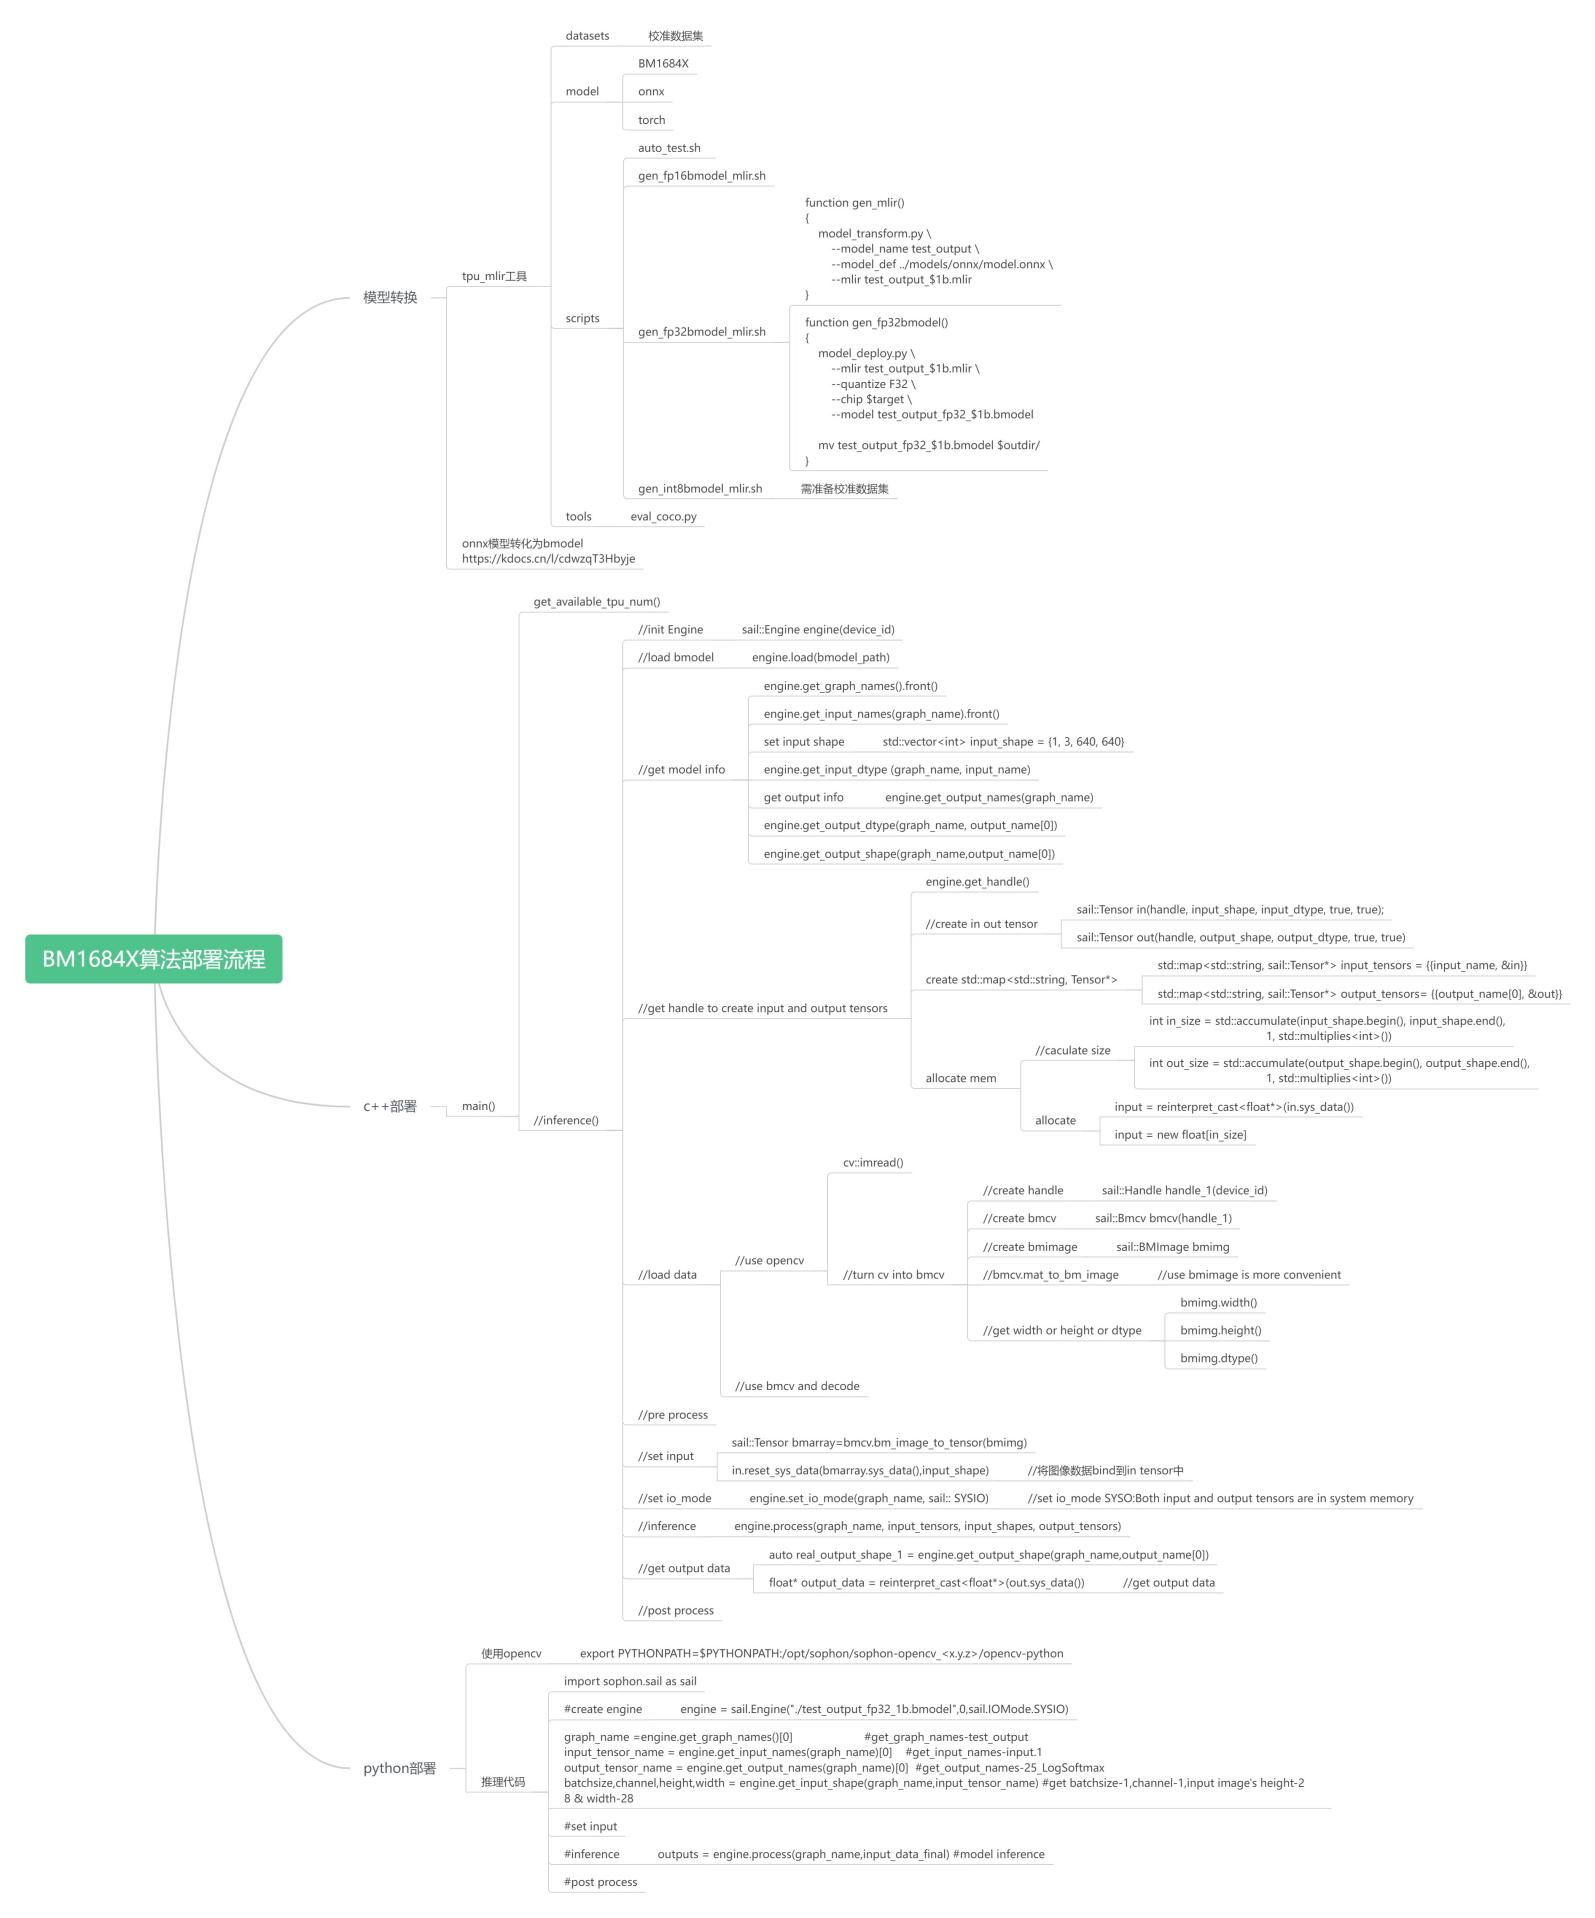 datasets 校准数据集
BM1684X
model onnx
torch
auto_test.sh
gen_fp16bmodel_mlir.sh
function gen_mlir()
{
model_transform.py \
--model_name test_output \
--model_def ../models/onnx/model.onnx \
--mlir test_output_$1b.mlir
}
tpu_mlir工具
模型转换
scripts
gen_fp32bmodel_mlir.sh
function gen_fp32bmodel()
{
model_deploy.py \
--mlir test_output_$1b.mlir \
--quantize F32 \
--chip $target \
--model test_output_fp32_$1b.bmodel
mv test_output_fp32_$1b.bmodel $outdir/
}
gen_int8bmodel_mlir.sh 需准备校准数据集
tools eval_coco.py
onnx模型转化为bmodel
https://kdocs.cn/l/cdwzqT3Hbyje
get_available_tpu_num()
//init Engine sail::Engine engine(device_id)
//load bmodel engine.load(bmodel_path)
engine.get_graph_names().front()
engine.get_input_names(graph_name).front()
set input shape std::vector<int> input_shape = {1, 3, 640, 640}
//get model info engine.get_input_dtype (graph_name, input_name)
get output info engine.get_output_names(graph_name)
engine.get_output_dtype(graph_name, output_name[0])
engine.get_output_shape(graph_name,output_name[0])
engine.get_handle()
//create in out tensor
sail::Tensor in(handle, input_shape, input_dtype, true, true);
sail::Tensor out(handle, output_shape, output_dtype, true, true)
BM1684X算法部署流程
create std::map<std::string, Tensor*>
std::map<std::string, sail::Tensor*> input_tensors = {{input_name, &in}}
std::map<std::string, sail::Tensor*> output_tensors= {{output_name[0], &out}}
//get handle to create input and output tensors
int in_size = std::accumulate(input_shape.begin(), input_shape.end(),
1, std::multiplies<int>())
//caculate size
int out_size = std::accumulate(output_shape.begin(), output_shape.end(),
1, std::multiplies<int>())
allocate mem
c++部署 main()
//inference()
allocate
input = reinterpret_cast<float*>(in.sys_data())
input = new float[in_size]
cv::imread()
//create handle sail::Handle handle_1(device_id)
//create bmcv sail::Bmcv bmcv(handle_1)
//create bmimage sail::BMImage bmimg
//use opencv
//load data
//turn cv into bmcv
//bmcv.mat_to_bm_image //use bmimage is more convenient
bmimg.width()
//get width or height or dtype bmimg.height()
bmimg.dtype()
//use bmcv and decode
//pre process
sail::Tensor bmarray=bmcv.bm_image_to_tensor(bmimg)
//set input
in.reset_sys_data(bmarray.sys_data(),input_shape) //将图像数据bind到in tensor中
//set io_mode engine.set_io_mode(graph_name, sail:: SYSIO) //set io_mode SYSO:Both input and output tensors are in system memory
//inference engine.process(graph_name, input_tensors, input_shapes, output_tensors)
auto real_output_shape_1 = engine.get_output_shape(graph_name,output_name[0])
//get output data
float* output_data = reinterpret_cast<float*>(out.sys_data()) //get output data
//post process
使用opencv export PYTHONPATH=$PYTHONPATH:/opt/sophon/sophon-opencv_<x.y.z>/opencv-python
import sophon.sail as sail
#create engine engine = sail.Engine("./test_output_fp32_1b.bmodel",0,sail.IOMode.SYSIO)
graph_name =engine.get_graph_names()[0] #get_graph_names-test_output
input_tensor_name = engine.get_input_names(graph_name)[0] #get_input_names-input.1
output_tensor_name = engine.get_output_names(graph_name)[0] #get_output_names-25_LogSoftmax
batchsize,channel,height,width = engine.get_input_shape(graph_name,input_tensor_name) #get batchsize-1,channel-1,input image's height-2
8 & width-28
python部署
推理代码
#set input
#inference outputs = engine.process(graph_name,input_data_final) #model inference
#post process